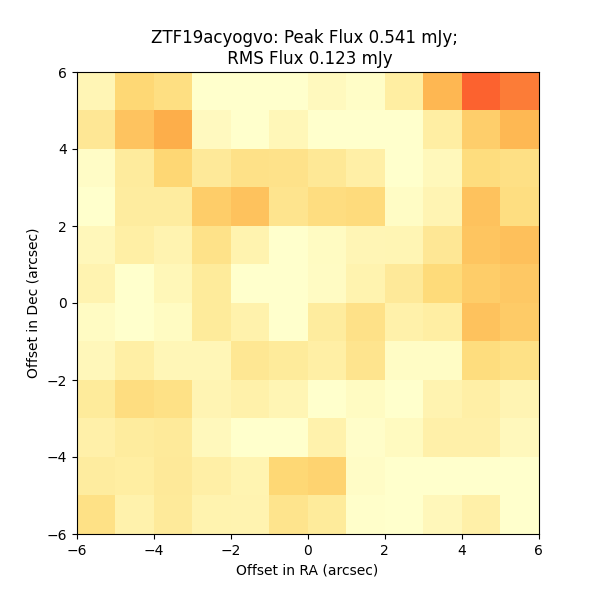 ZTF19acyogvo: Peak Flux 0.541 mJy;
RMS Flux 0.123 mJy
6
4
2
0
−2
−4
−6
Offset in Dec (arcsec)
−6 −4 −2 0 2 4 6
Offset in RA (arcsec)